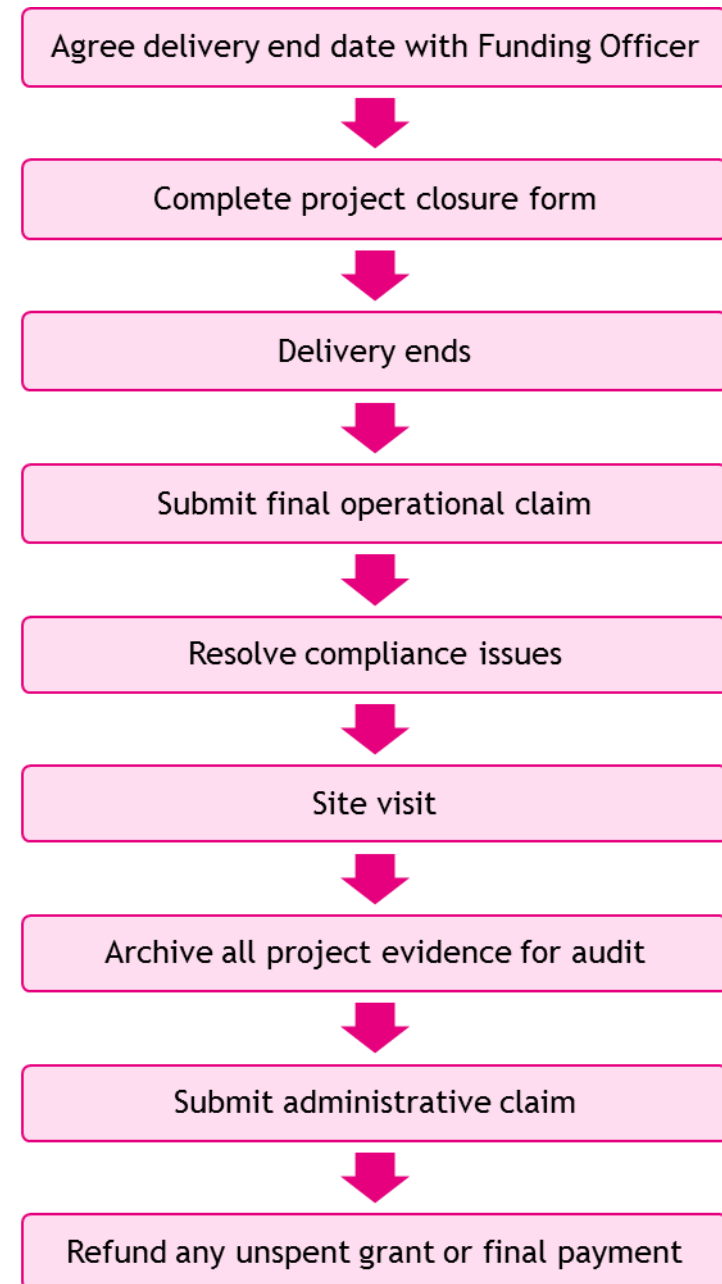 Agree delivery end date with Funding Officer
Complete project closure form
Delivery ends
Submit final operational claim
Resolve compliance issues
Site visit
Archive all project evidence for audit
Submit administrative claim
Refund any unspent grant or final payment